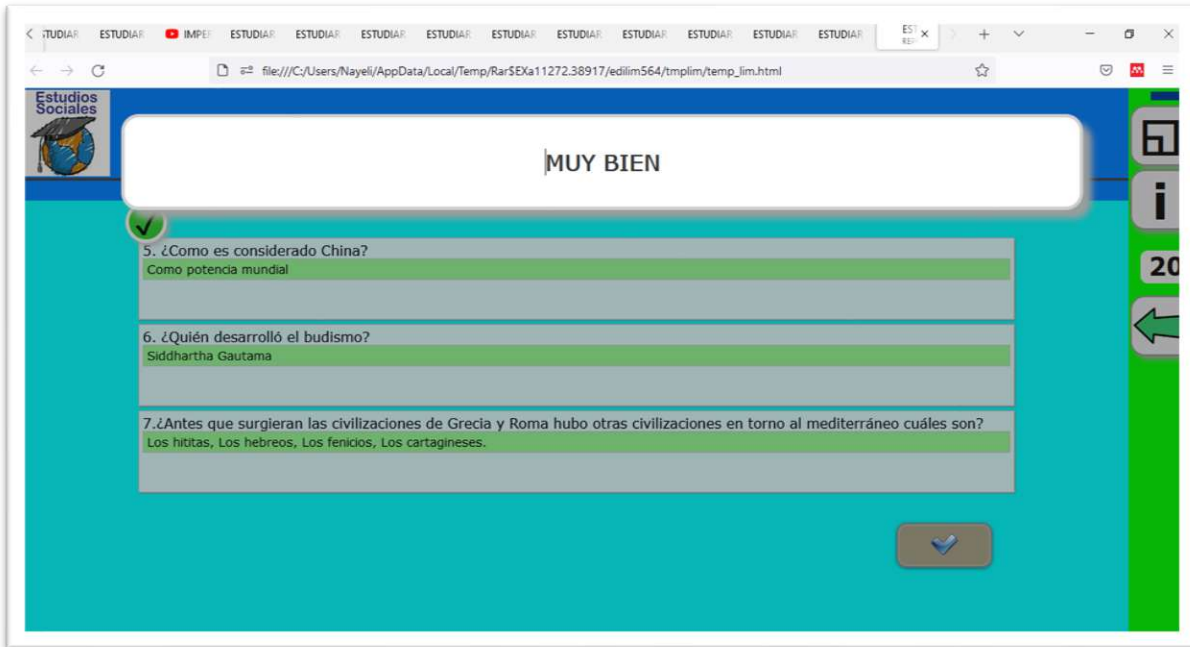 TUDIAR ESTUDIAR IMPER ESTUDIAR ESTUDIAR ESTUDIAR ESTUDIAR ESTUDIAR ESTUDIAR ESTUDIAR ESTUDIAR ESTUDIAR ESTUDIAR EST
file:///C:/Users/Nayeli/AppData/Local/Temp/Rar$EXa11272.38917/edilim564/tmplim/temp_lim.html
Estudios
Sociales
MUY BIEN
i
5. ¿Como es considerado China?
Como potencia mundial
20
6. ¿Quién desarrolló el budismo?
Siddhartha Gautama
7.¿Antes que surgieran las civilizaciones de Grecia y Roma hubo otras civilizaciones en torno al mediterráneo cuáles son?
Los hititas, Los hebreos, Los fenicios, Los cartagineses.